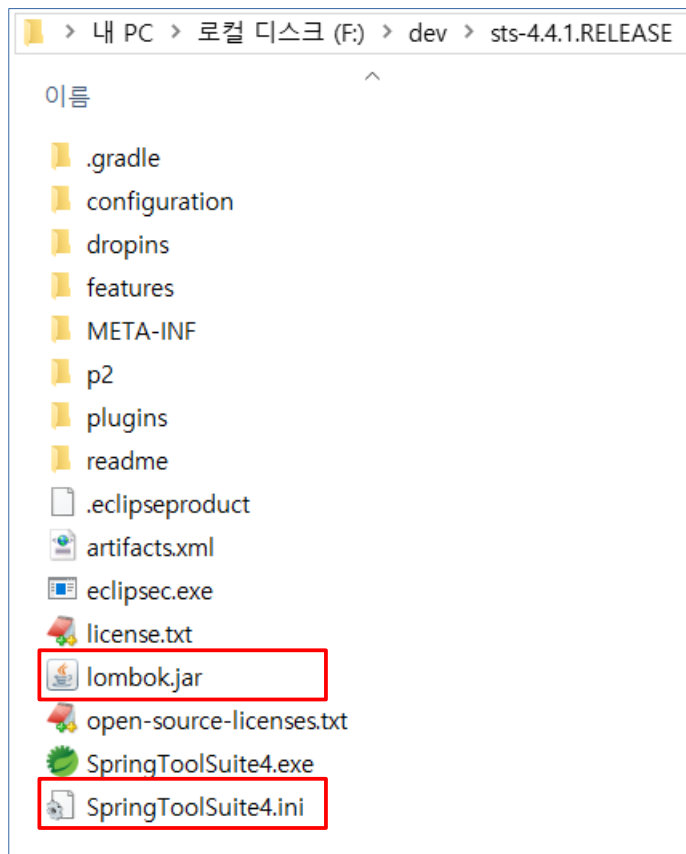 내 PC > 로컬 디스크 (F:) > dev > sts-4.4.1.RELEASE
이름
.gradle
configuration
dropins
features
META-INF
p2
plugins
readme
.eclipseproduct
artifacts.xml
eclipsec.exe
license.txt
lombok.jar
open-source-licenses.txt
SpringToolSuite4.exe
SpringToolSuite4.ini